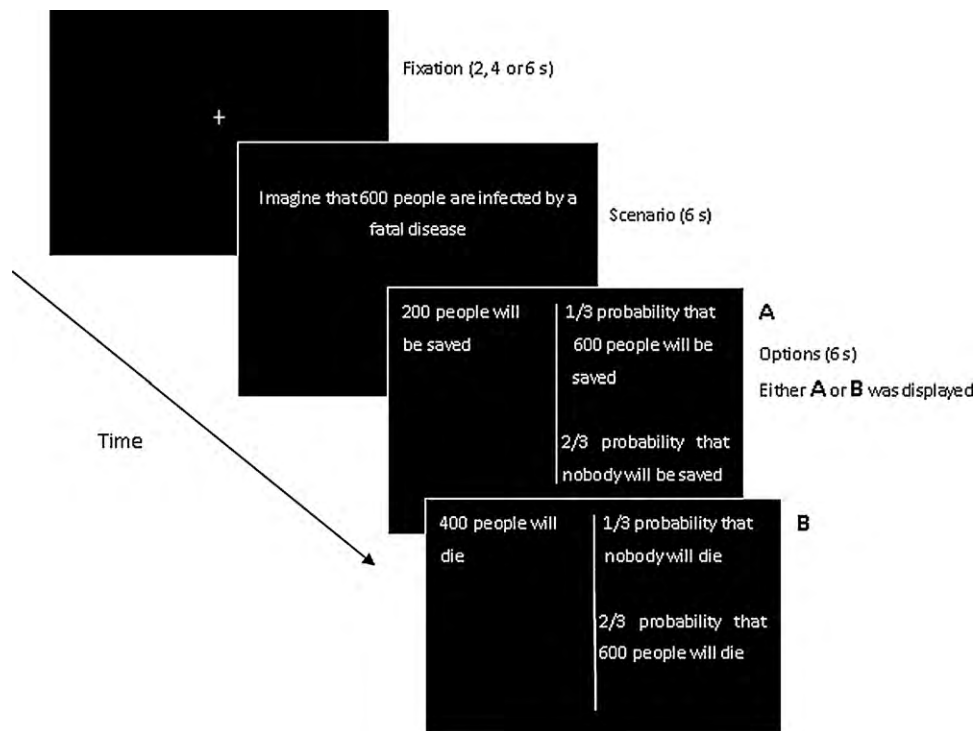 Fixation (2, 4 or 6 s)
+
Imagine that 600 people are infected by a
fatal disease
Scenario (6 s)
200 people will
be saved
1/3 probability that
600 people will be
saved
2/3 probability that
nobody will be saved
A
Options (6 s)
Either A or B was displayed
Time
400 people will
die
1/3 probability that
nobody will die
2/3 probability that
600 people will die
B